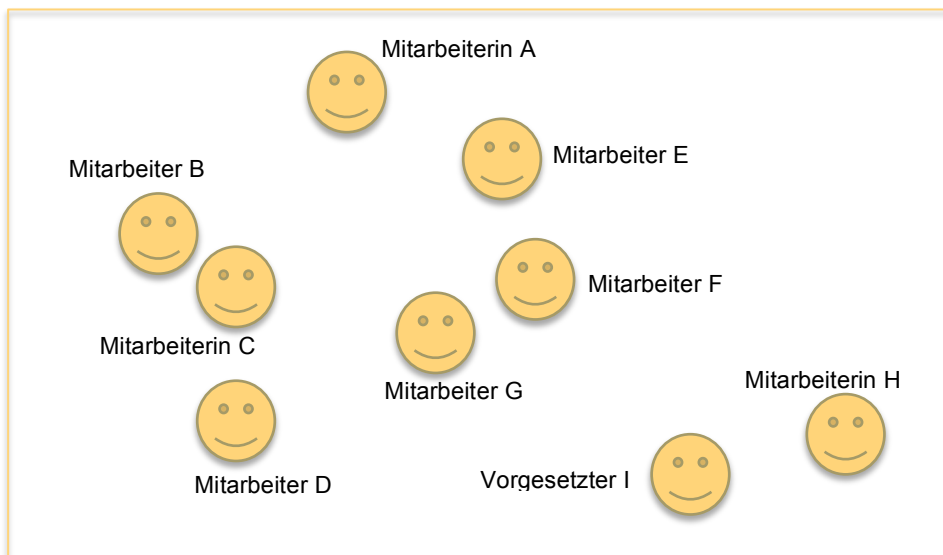 Mitarbeiterin A
Mitarbeiter E
Mitarbeiter B
Mitarbeiter F
Mitarbeiterin C
Mitarbeiterin H
Mitarbeiter G
Vorgesetzter I
Mitarbeiter D